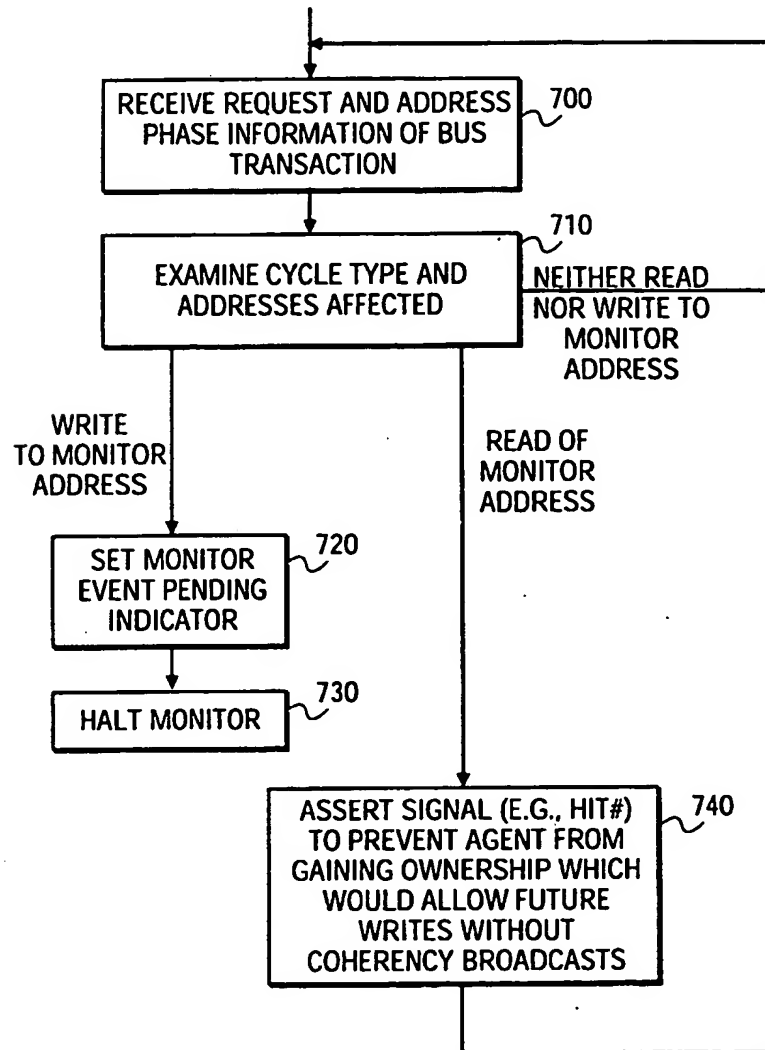 RECEIVE REQUEST AND ADDRESS
PHASE INFORMATION OF BUS
TRANSACTION
700
710
EXAMINE CYCLE TYPE AND
ADDRESSES AFFECTED
NEITHER READ
NOR WRITE TO
MONITOR
ADDRESS
WRITE
TO MONITOR
ADDRESS
READ OF
MONITOR
ADDRESS
SET MONITOR
EVENT PENDING
INDICATOR
720
HALT MONITOR
730
ASSERT SIGNAL (E.G., HIT#)
TO PREVENT AGENT FROM
GAINING OWNERSHIP WHICH
WOULD ALLOW FUTURE
WRITES WITHOUT
COHERENCY BROADCASTS
740